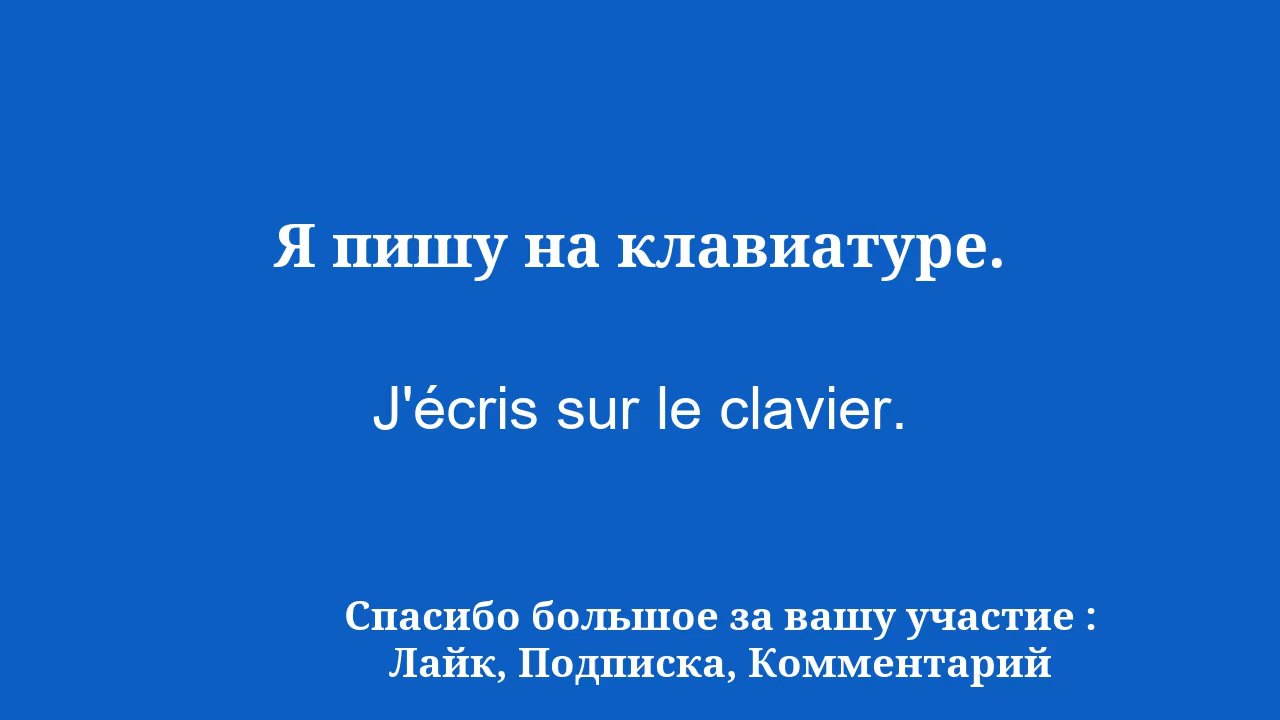 Я пишу на клавиатуре.
J'écris sur le clavier.
Спасибо большое за вашу участие :
Лайк, Подписка, Комментарий